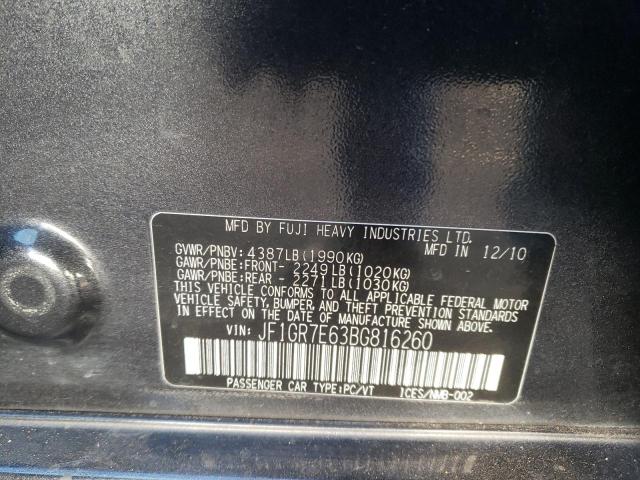 MFD BY FUJI HEAVY INDUSTRIES LTD.
GVWR/PNBV: 4387LB(1990KG) MFD IN 12/10
GAWR/PNBE:FRONT- 2249LB(1020KG)
GAWR/PNBE:REAR - 2271LB(1030KG)
THIS VEHICLE CONFORMS TO ALL APPLICABLE FEDERAL MOTOR
VEHICLE SAFETY, BUMPER AND THEFT PREVENTION STANDARDS
IN EFFECT ON THE DATE OF MANUFACTURE SHOWN ABOVE.
VIN: JF1GR7E63BG816260
PASSENGER CAR TYPE:PC/VT ICES/NMB-002